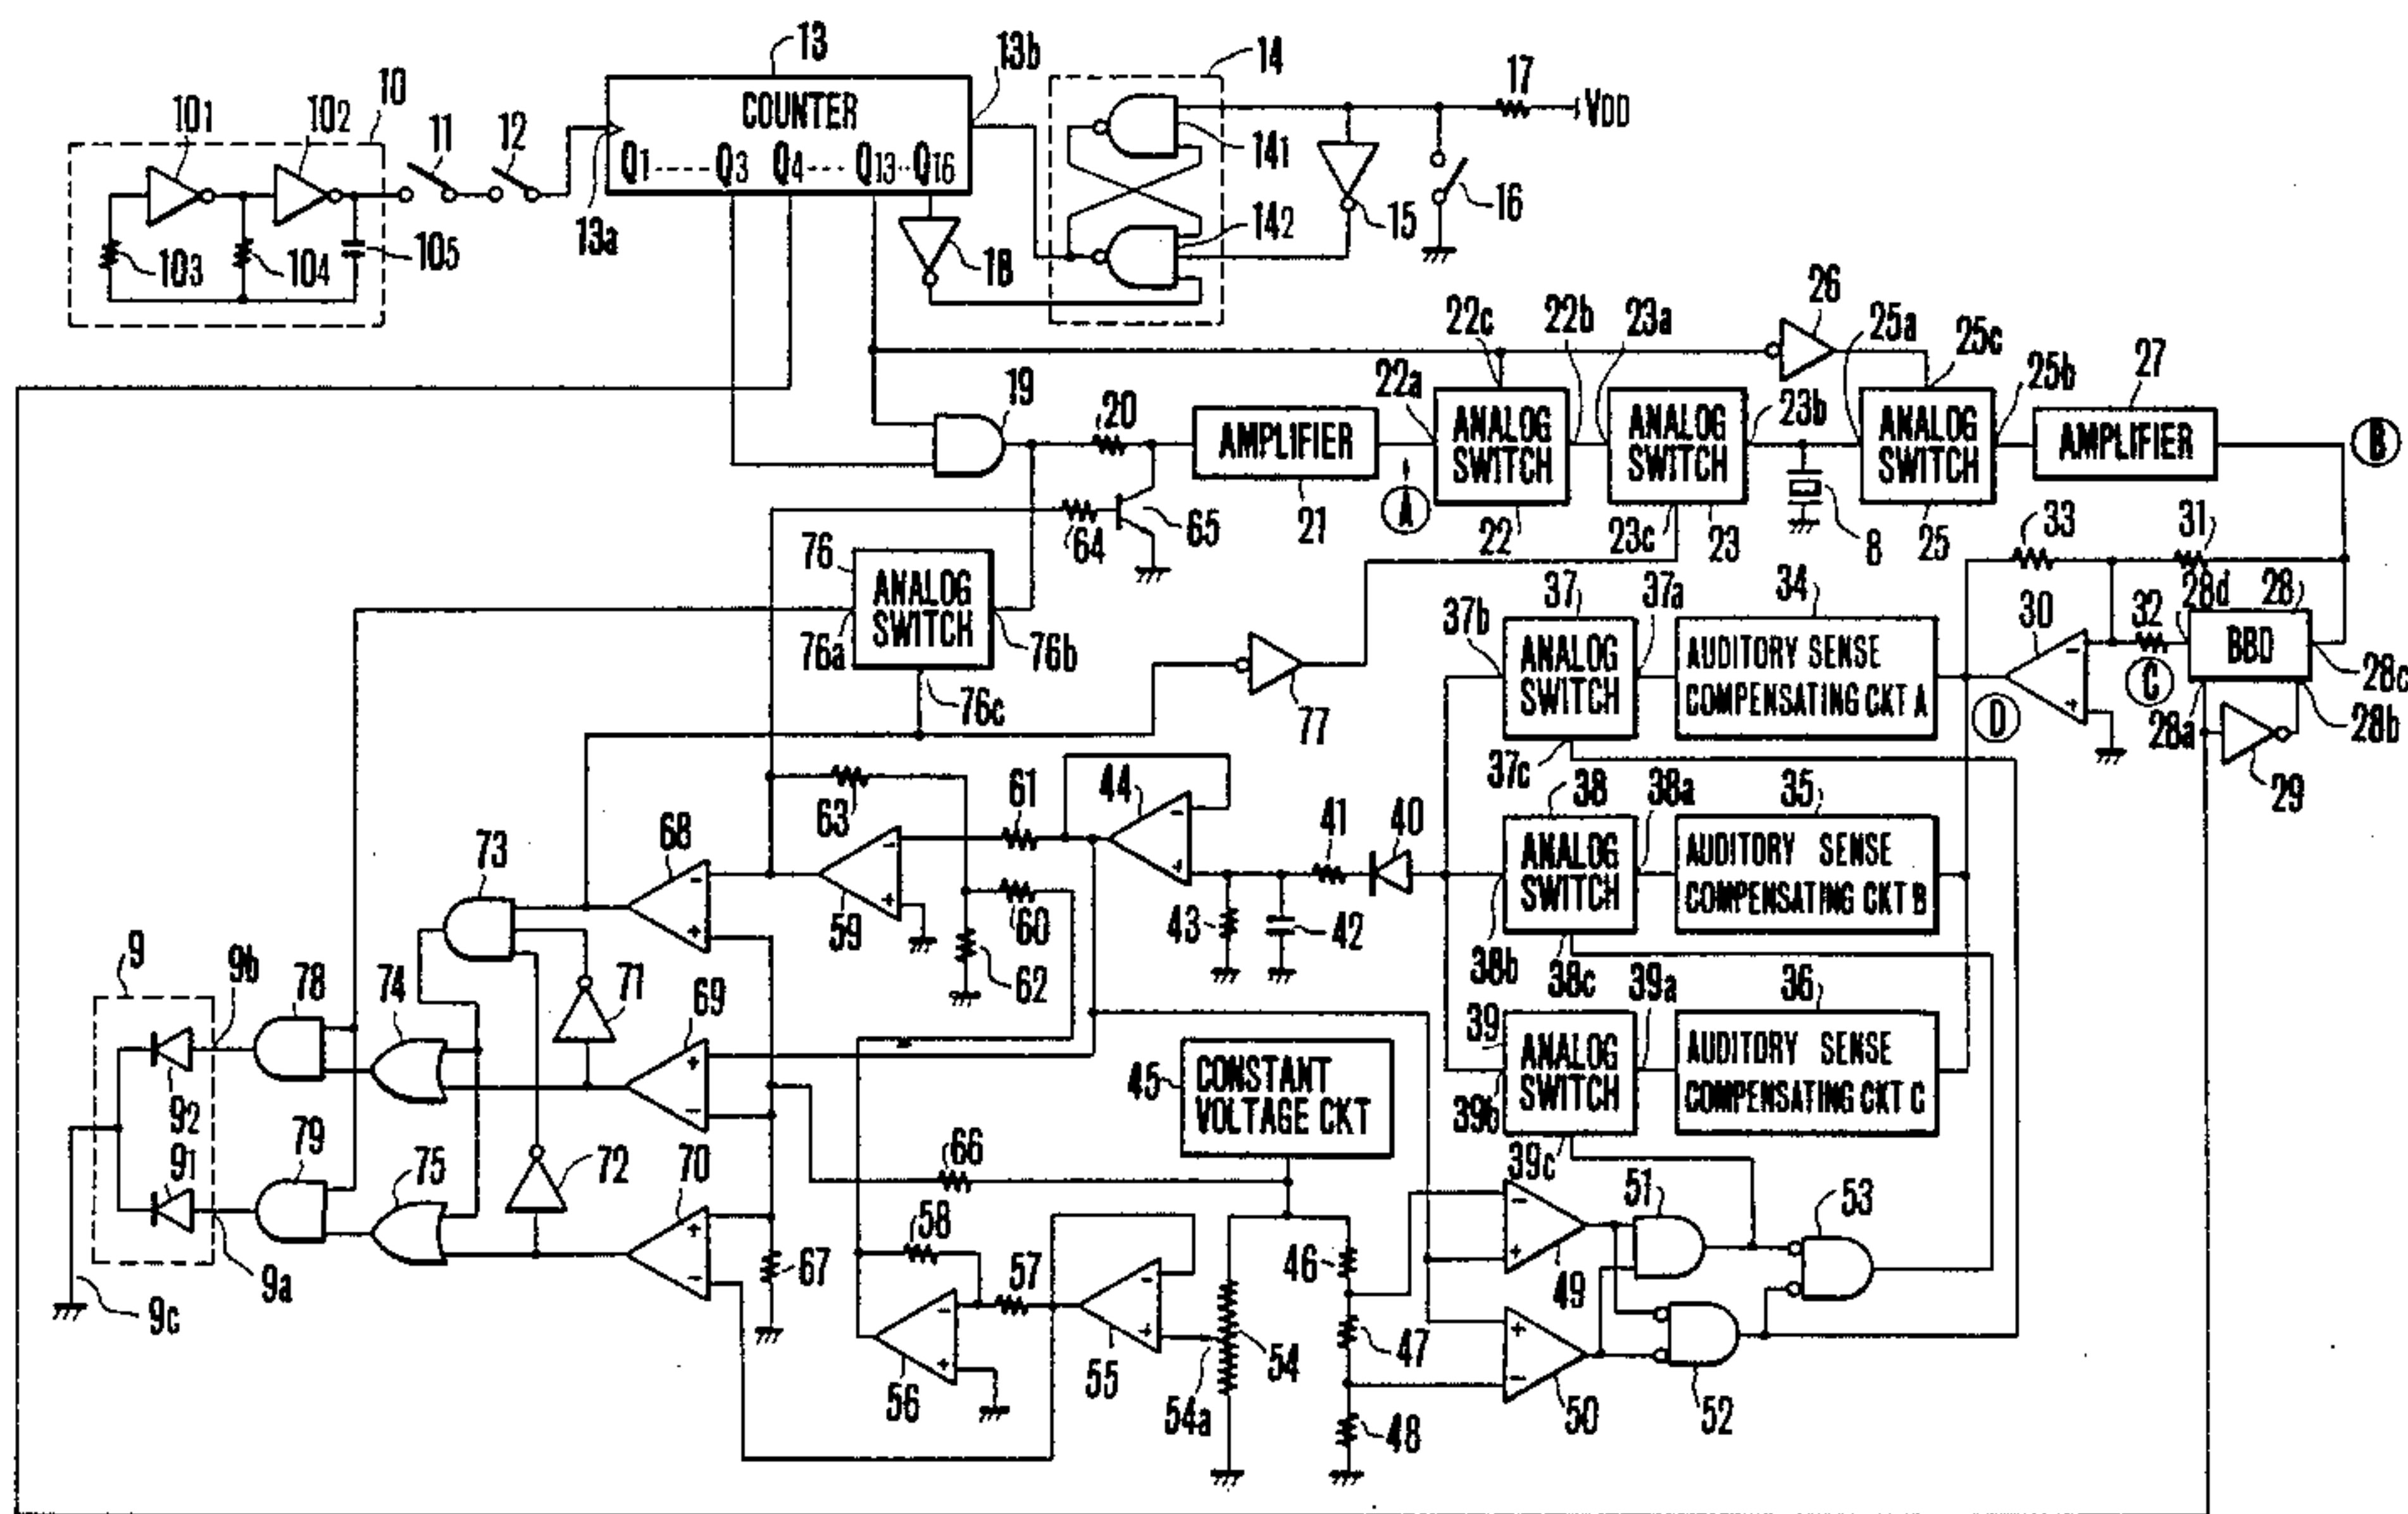 13
13b
14
17
VDD
10
101
102
11
12
COUNTER
Q1 ------ Q3 Q4 ---- Q13 -- Q16
141
16
15
142
103
104
105
13a
18
26
22c
22b
23a
25a
25c
27
22a
25b
19
20
AMPLIFIER
ANALOG SWITCH
ANALOG SWITCH
23b
ANALOG SWITCH
AMPLIFIER
B
A
65
64
21
22
23c
23
8
25
33
31
76
ANALOG SWITCH
76a
76b
76c
77
37
37a
34
37b
ANALOG SWITCH
AUDITORY SENSE COMPENSATING CKT A
30
32
28d
28
BBD
C
D
28c
28a
28b
29
37c
63
61
44
38
38a
35
41
40
73
68
59
60
62
43
42
ANALOG SWITCH
AUDITORY SENSE COMPENSATING CKT B
38b
38c
39a
36
9
9b
78
74
71
69
39
ANALOG SWITCH
AUDITORY SENSE COMPENSATING CKT C
45
CONSTANT VOLTAGE CKT
39b
39c
92
91
79
75
72
70
66
51
53
9a
9c
67
58
57
56
55
54
54a
46
47
48
49
50
52